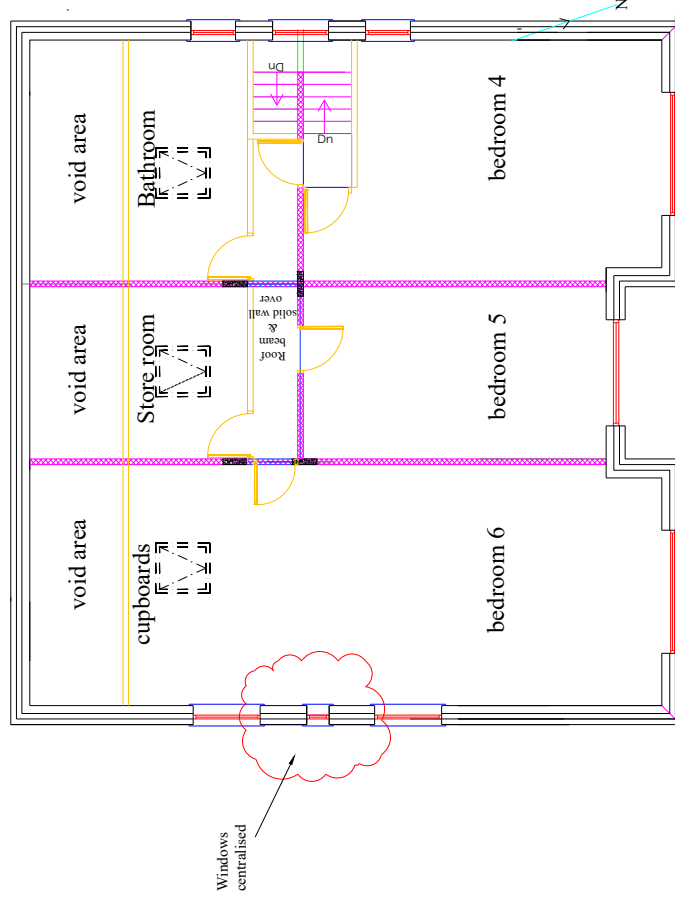 void area
void area
void area
cupboards
Store room
Bathroom
Windows
centralised
Roof
beam
&
solid wall
over
Dn
Dn
bedroom 6
bedroom 5
bedroom 4
N